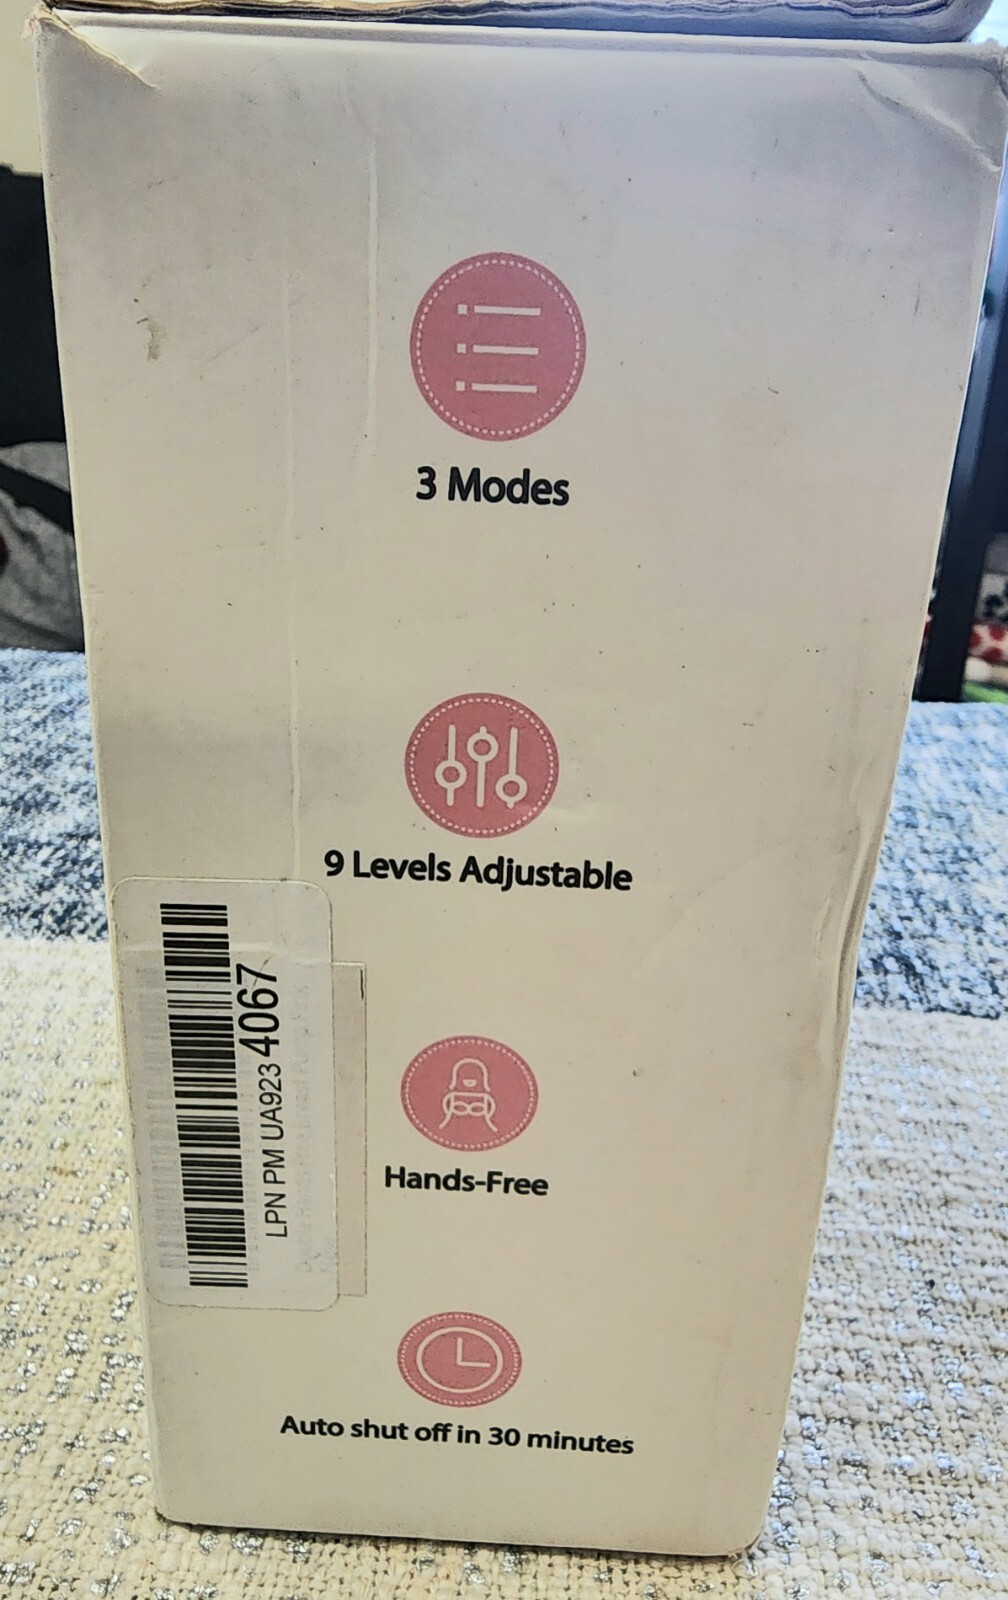 3 Modes
9 Levels Adjustable
LPN PM UA923 4067
Hands-Free
Auto shut off in 30 minutes